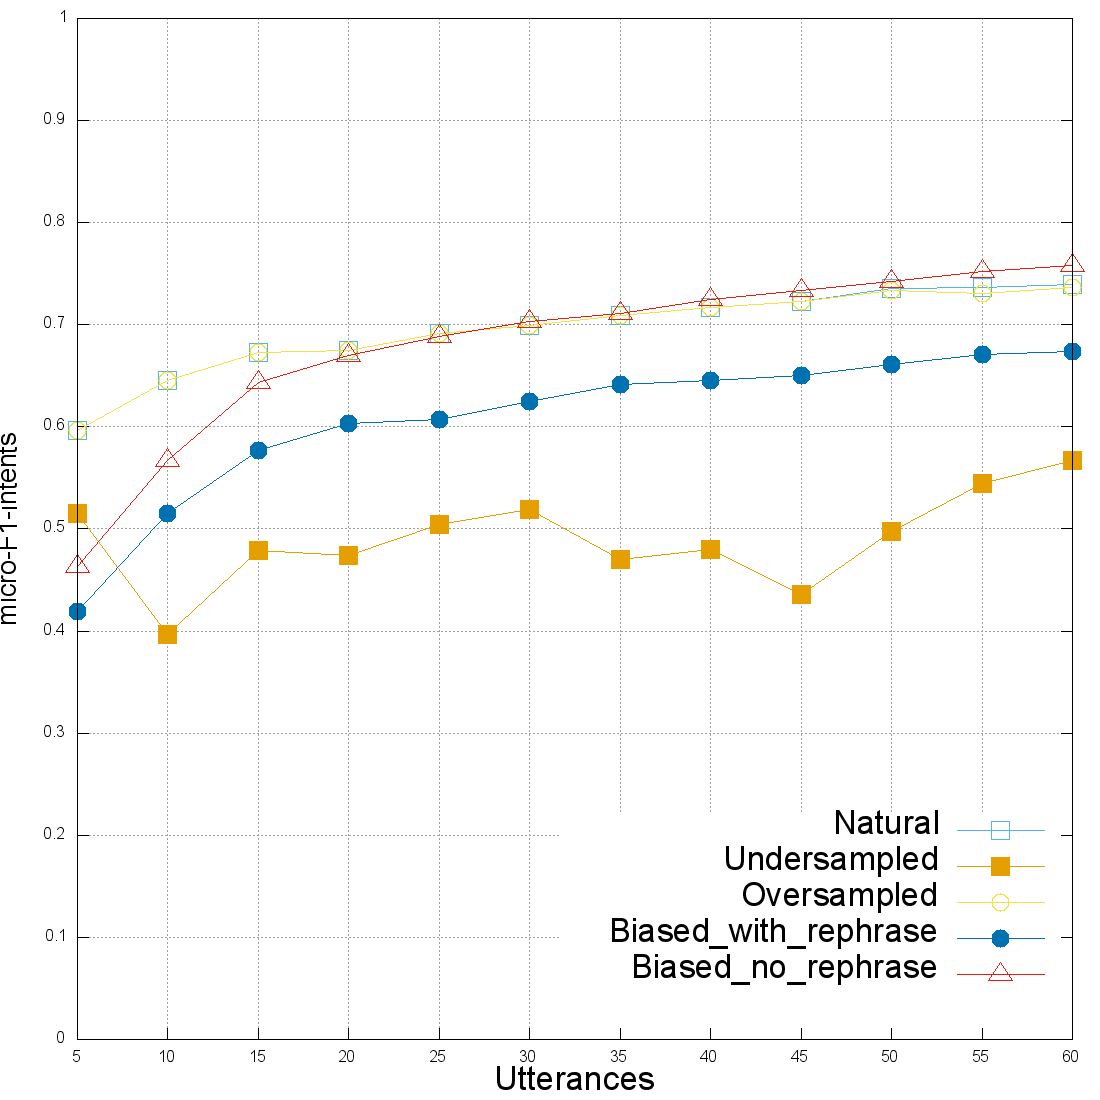 1
0.9
0.8
0.7
0.6
0.5
0.4
0.3
0.2
0.1
0
micro-F1-intents
5 10 15 20 25 30 35 40 45 50 55 60
Utterances
Natural
Undersampled
Oversampled
Biased_with_rephrase
Biased_no_rephrase